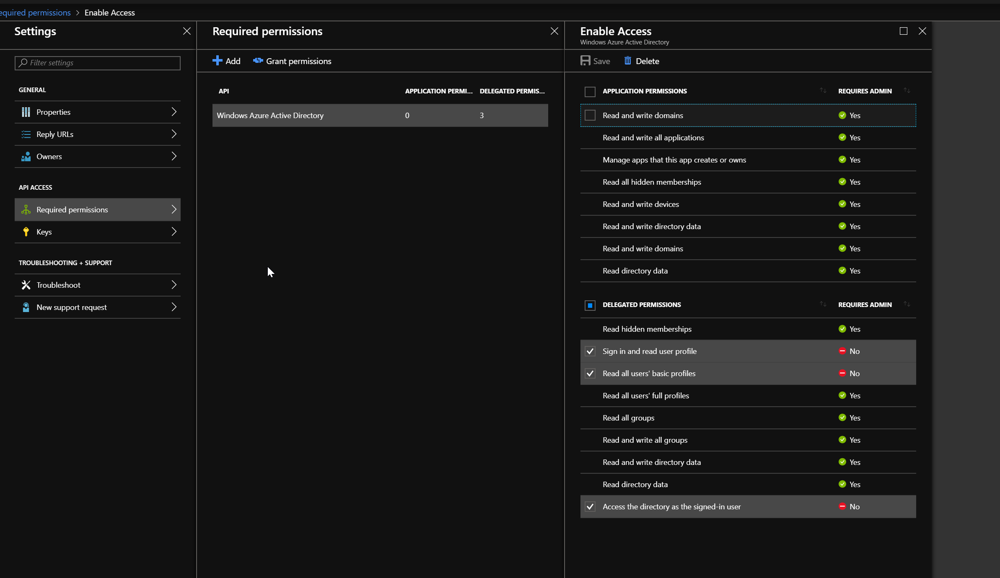 equired permissions > Enable Access
Settings
Filter settings
GENERAL
Properties
Reply URLs
Owners
API ACCESS
Required permissions
Keys
TROUBLESHOOTING + SUPPORT
Troubleshoot
New support request
Required permissions
Add Grant permissions
API APPLICATION PERMI... DELEGATED PERMIS...
Windows Azure Active Directory 0 3
Enable Access
Windows Azure Active Directory
Save Delete
APPLICATION PERMISSIONS REQUIRES ADMIN
Read and write domains Yes
Read and write all applications Yes
Manage apps that this app creates or owns Yes
Read all hidden memberships Yes
Read and write devices Yes
Read and write directory data Yes
Read and write domains Yes
Read directory data Yes
DELEGATED PERMISSIONS REQUIRES ADMIN
Read hidden memberships Yes
Sign in and read user profile No
Read all users' basic profiles No
Read all users' full profiles Yes
Read all groups Yes
Read and write all groups Yes
Read and write directory data Yes
Read directory data Yes
Access the directory as the signed-in user No